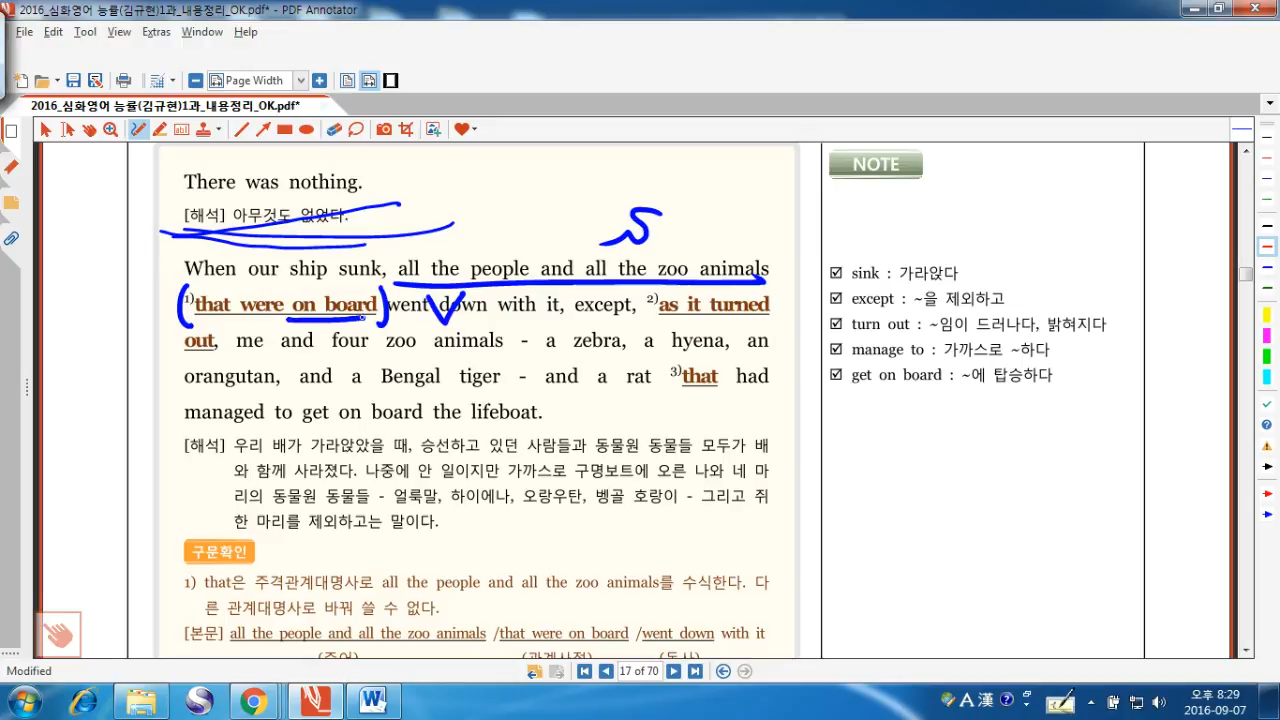 2016_심화영어 능률(김규현)1과_내용정리_OK.pdf* - PDF Annotator
File Edit Tool View Extras Window Help
Page Width
2016_심화영어 능률(김규현)1과_내용정리_OK.pdf*
There was nothing.
[해석] 아무것도 없었다.
S
When our ship sunk, all the people and all the zoo animals
1)that were on board went down with it, except, 2)as it turned
V
out, me and four zoo animals - a zebra, a hyena, an
orangutan, and a Bengal tiger - and a rat 3)that had
managed to get on board the lifeboat.
[해석] 우리 배가 가라앉았을 때, 승선하고 있던 사람들과 동물원 동물들 모두가 배
와 함께 사라졌다. 나중에 안 일이지만 가까스로 구명보트에 오른 나와 네 마
리의 동물원 동물들 - 얼룩말, 하이에나, 오랑우탄, 벵골 호랑이 - 그리고 쥐
한 마리를 제외하고는 말이다.
구문확인
1) that은 주격관계대명사로 all the people and all the zoo animals를 수식한다. 다
른 관계대명사로 바꿔 쓸 수 없다.
[본문] all the people and all the zoo animals /that were on board /went down with it
(주어) (관계사절) (동사)
NOTE
sink : 가라앉다
except : ~을 제외하고
turn out : ~임이 드러나다, 밝혀지다
manage to : 가까스로 ~하다
get on board : ~에 탑승하다
Modified
17 of 70
A 漢
오후 8:29
2016-09-07